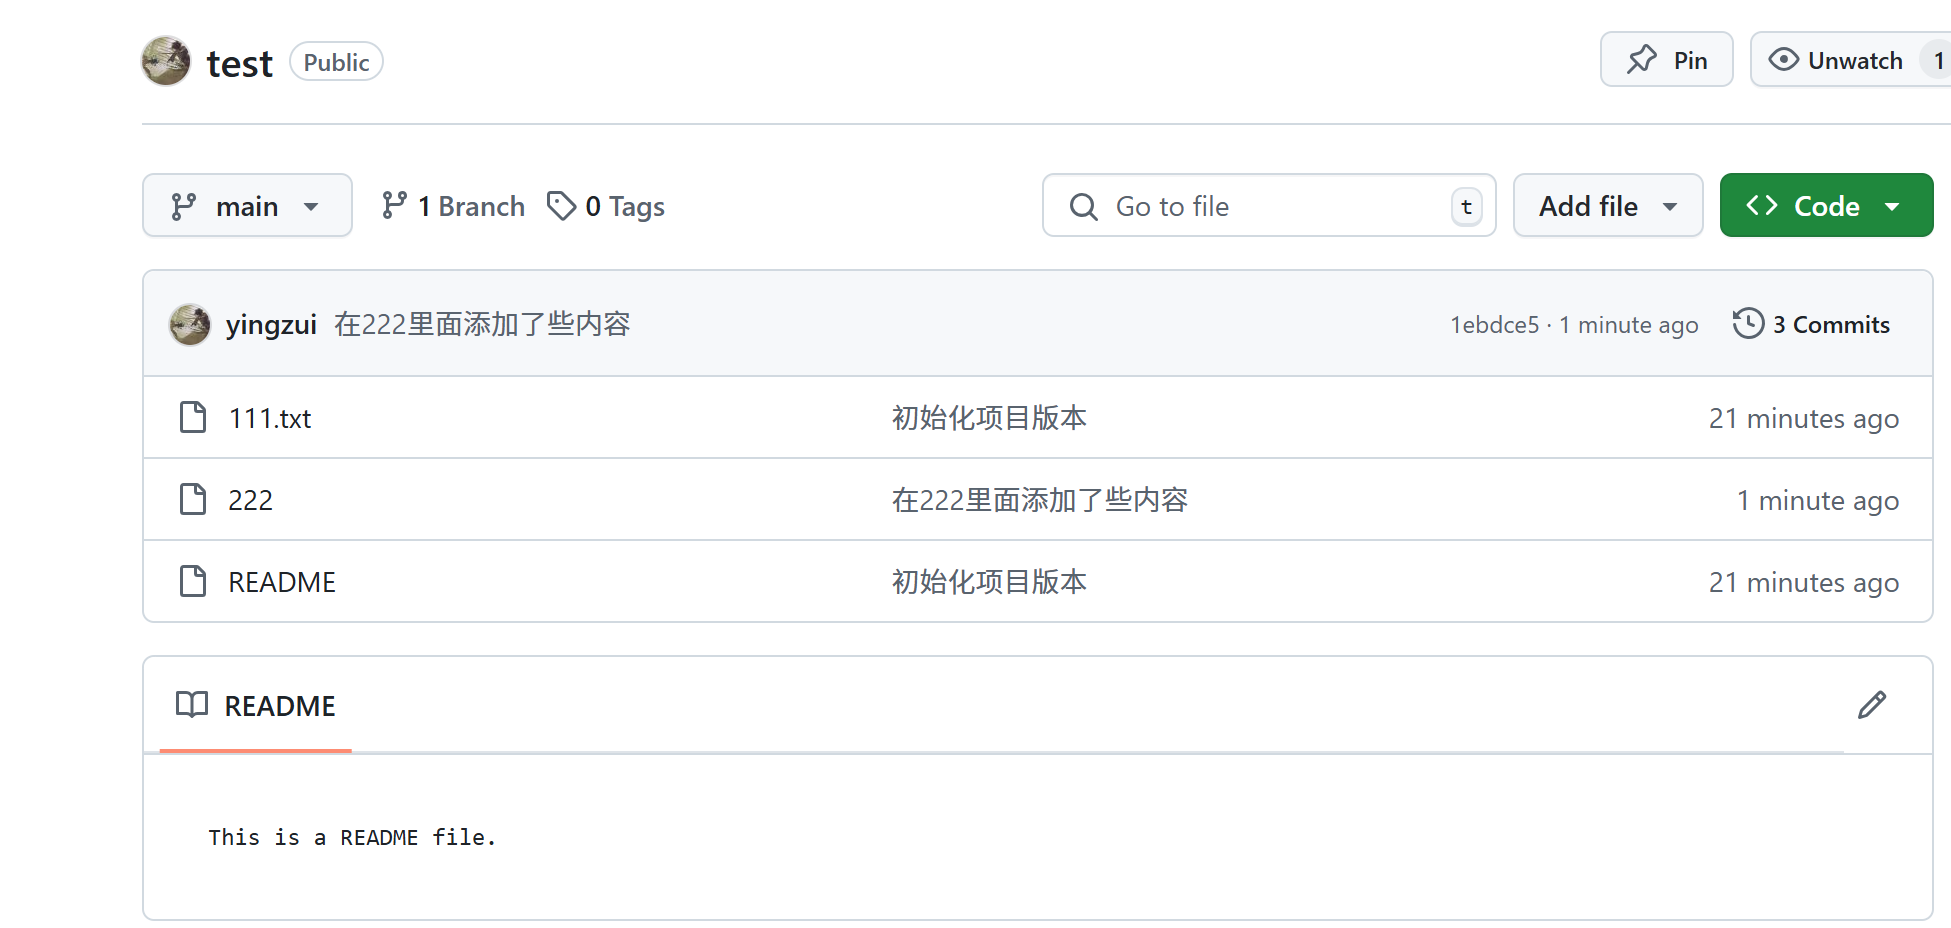 test Public Pin Unwatch 1
main 1 Branch 0 Tags Go to file t Add file Code
yingzui 在222里面添加了些内容 1ebdce5 · 1 minute ago 3 Commits
111.txt 初始化项目版本 21 minutes ago
222 在222里面添加了些内容 1 minute ago
README 初始化项目版本 21 minutes ago
README
This is a README file.